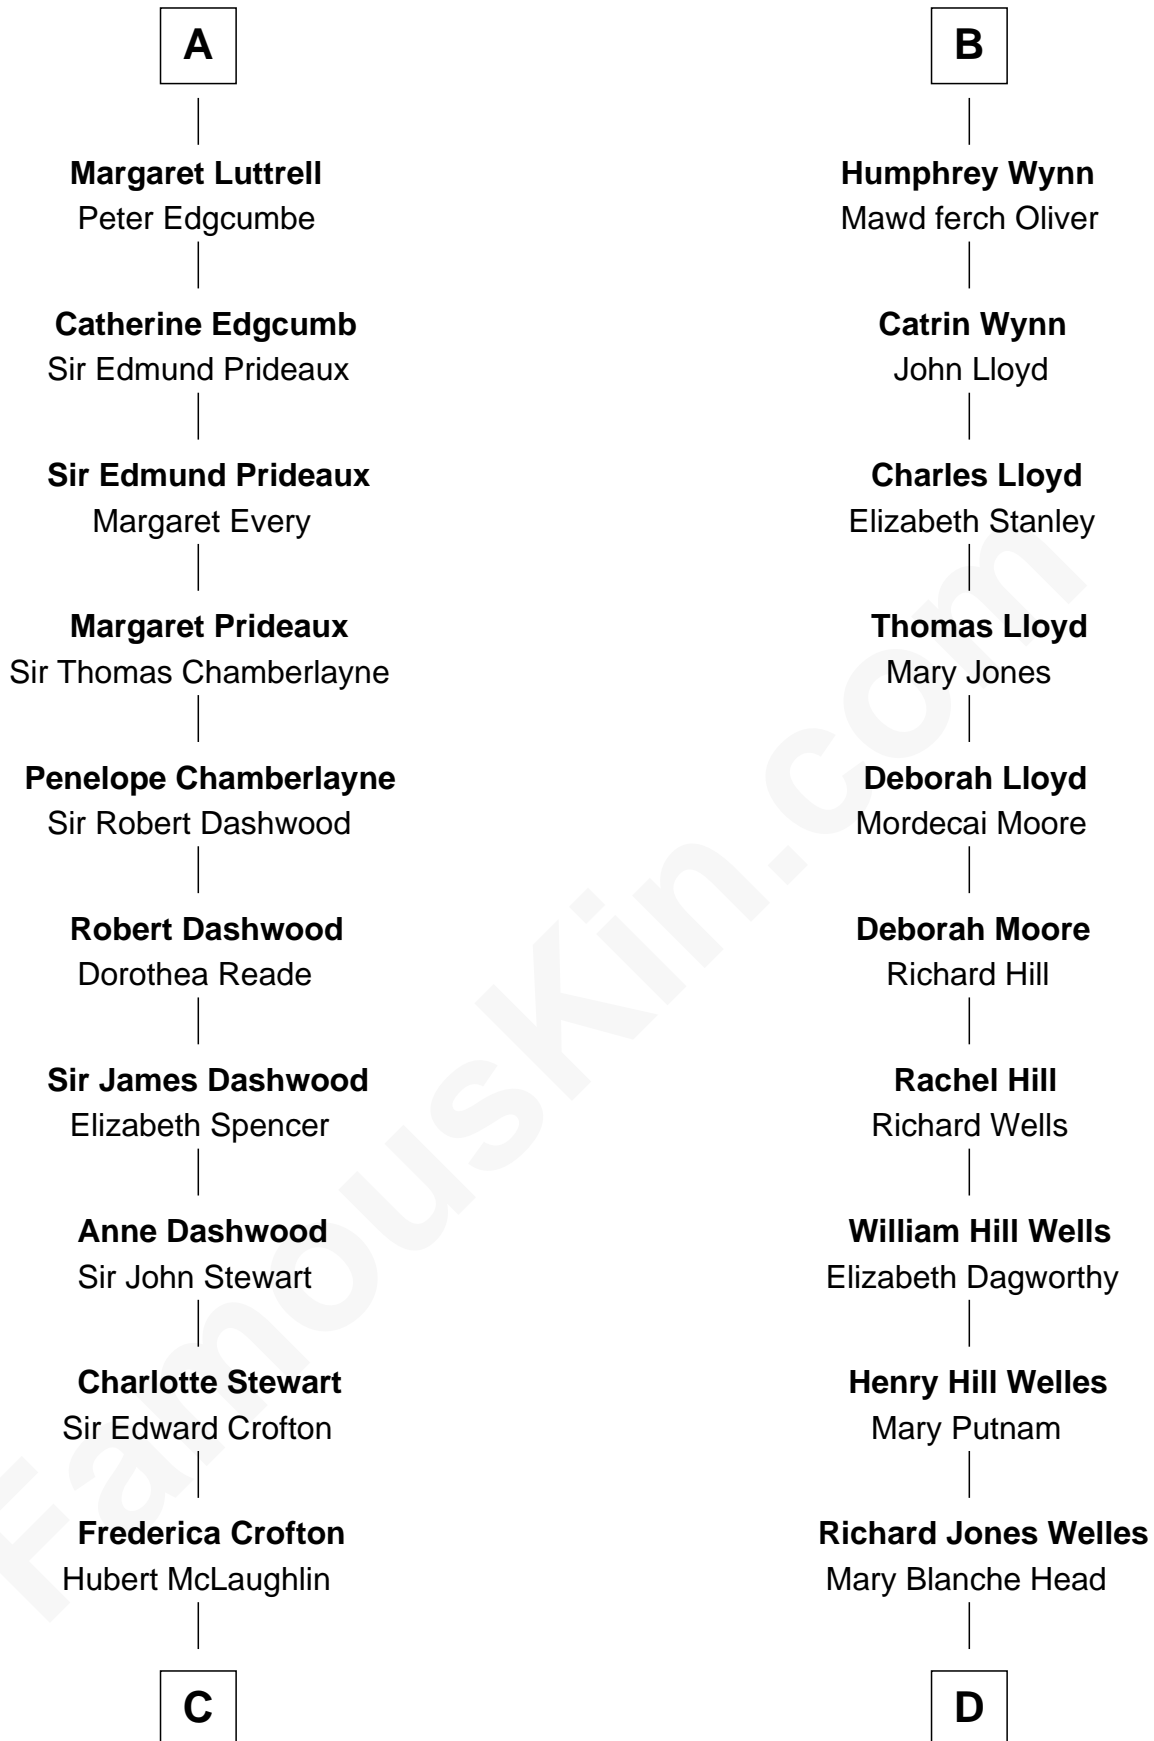 A
Margaret Luttrell
Peter Edgcumbe
Catherine Edgcumb
Sir Edmund Prideaux
Sir Edmund Prideaux
Margaret Every
Margaret Prideaux
Sir Thomas Chamberlayne
Penelope Chamberlayne
Sir Robert Dashwood
Robert Dashwood
Dorothea Reade
Sir James Dashwood
Elizabeth Spencer
Anne Dashwood
Sir John Stewart
Charlotte Stewart
Sir Edward Crofton
Frederica Crofton
Hubert McLaughlin
C
B
Humphrey Wynn
Mawd ferch Oliver
Catrin Wynn
John Lloyd
Charles Lloyd
Elizabeth Stanley
Thomas Lloyd
Mary Jones
Deborah Lloyd
Mordecai Moore
Deborah Moore
Richard Hill
Rachel Hill
Richard Wells
William Hill Wells
Elizabeth Dagworthy
Henry Hill Welles
Mary Putnam
Richard Jones Welles
Mary Blanche Head
D
FamousKin.com